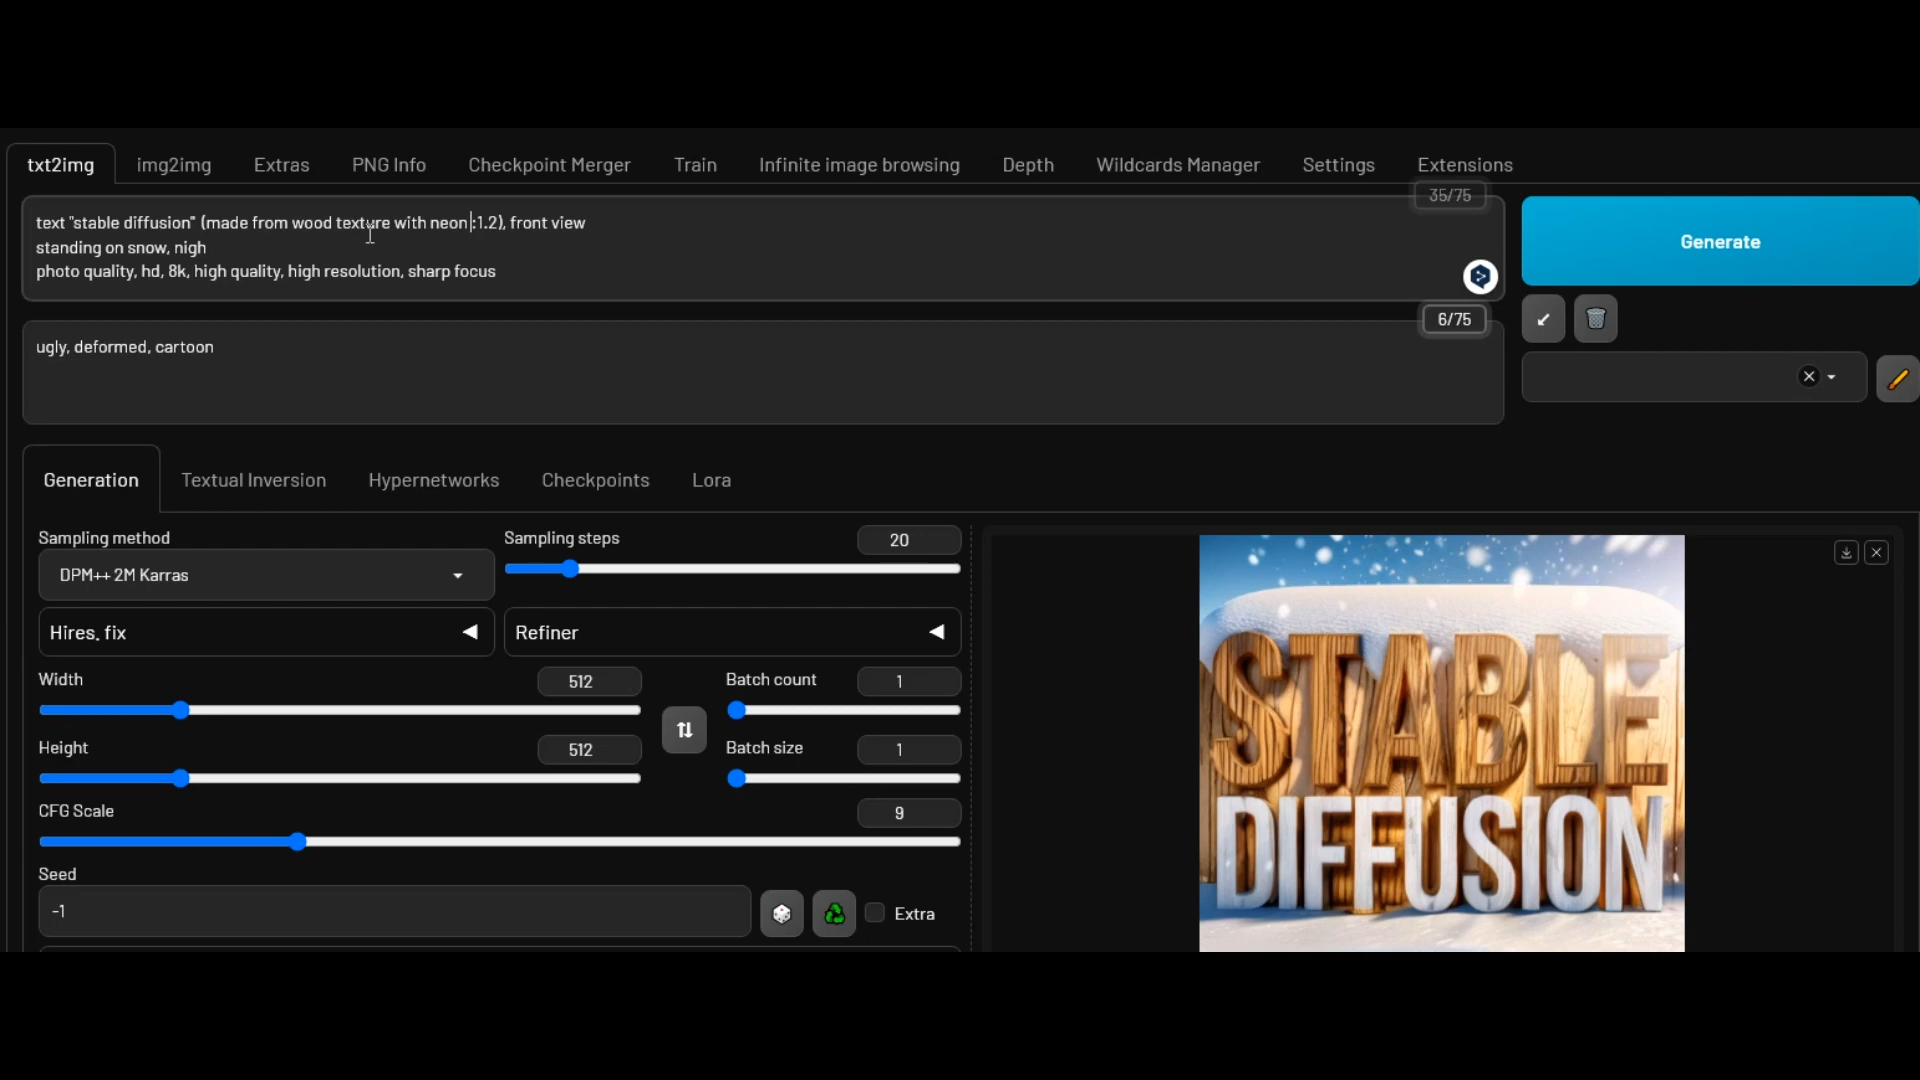 txt2img img2img Extras PNG Info Checkpoint Merger Train Infinite image browsing Depth Wildcards Manager Settings Extensions
35/75
text "stable diffusion" (made from wood texture with neon :1.2), front view
standing on snow, nigh
photo quality, hd, 8k, high quality, high resolution, sharp focus
Generate
6/75
ugly, deformed, cartoon
Generation Textual Inversion Hypernetworks Checkpoints Lora
Sampling method
DPM++ 2M Karras
Sampling steps
20
Hires. fix
Refiner
Width
512
Batch count
1
Height
512
Batch size
1
CFG Scale
9
Seed
-1
Extra
STABLE
DIFFUSION